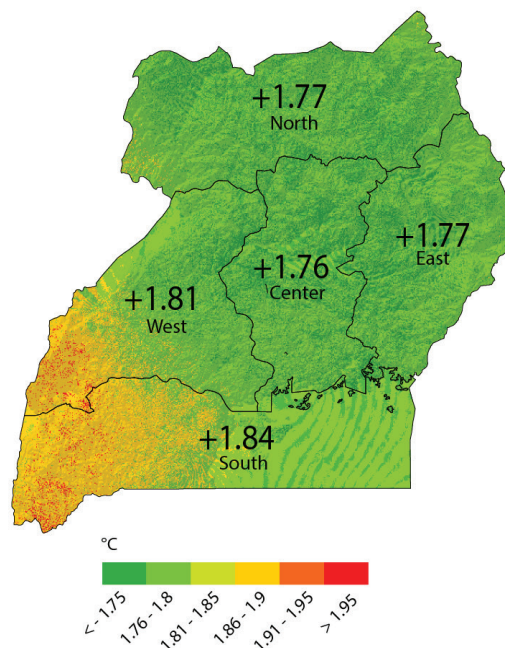 +1.77
North
+1.77
East
+1.76
Center
+1.81
West
+1.84
South
°C
< - 1.75
1.76 - 1.8
1.81 - 1.85
1.86 - 1.9
1.91 - 1.95
> 1.95